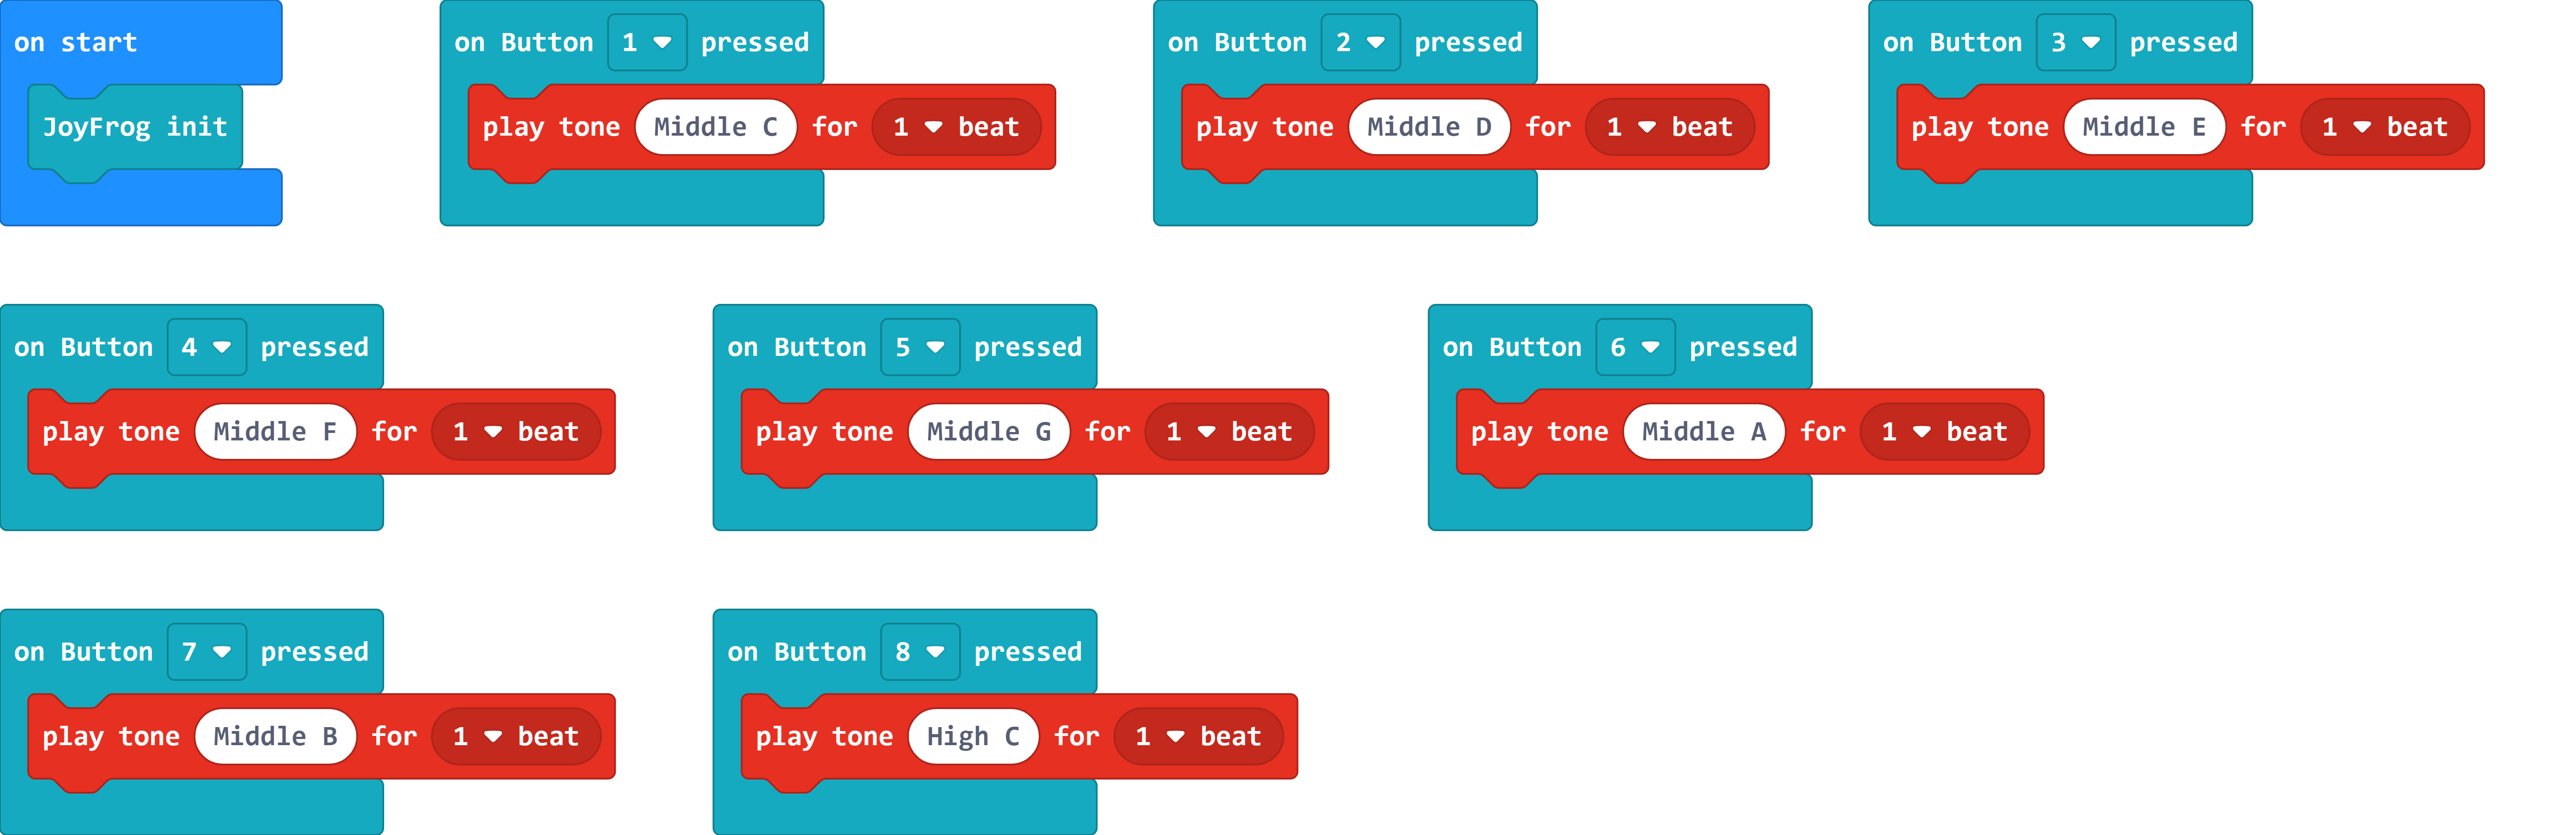 on start
JoyFrog init
on Button 1 pressed
play tone Middle C for 1 beat
on Button 2 pressed
play tone Middle D for 1 beat
on Button 3 pressed
play tone Middle E for 1 beat
on Button 4 pressed
play tone Middle F for 1 beat
on Button 5 pressed
play tone Middle G for 1 beat
on Button 6 pressed
play tone Middle A for 1 beat
on Button 7 pressed
play tone Middle B for 1 beat
on Button 8 pressed
play tone High C for 1 beat